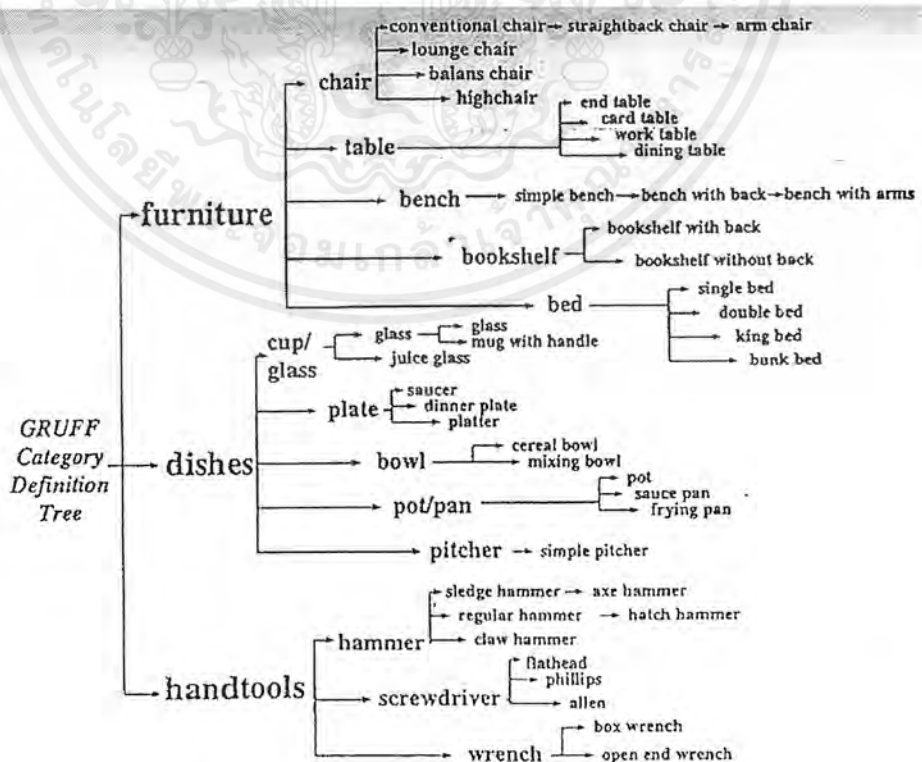 conventional chair
straightback chair
arm chair
lounge chair
balans chair
highchair
chair
end table
card table
work table
dining table
table
bench
simple bench
bench with back
bench with arms
furniture
bookshelf
bookshelf with back
bookshelf without back
bed
single bed
double bed
king bed
bunk bed
cup/
glass
glass
glass
mug with handle
juice glass
plate
saucer
dinner plate
platter
GRUFF
Category
Definition
Tree
dishes
bowl
cereal bowl
mixing bowl
pot/pan
pot
sauce pan
frying pan
pitcher
simple pitcher
hammer
sledge hammer
axe hammer
regular hammer
hatch hammer
claw hammer
handtools
screwdriver
flathead
phillips
allen
wrench
box wrench
open end wrench